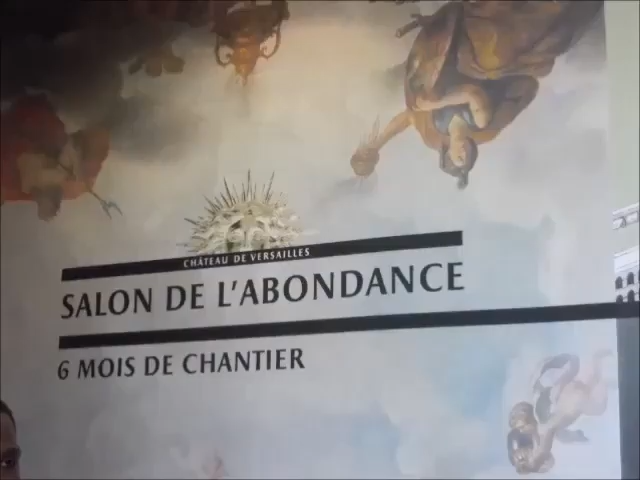 CHÂTEAU DE VERSAILLES
SALON DE L'ABONDANCE
6 MOIS DE CHANTIER